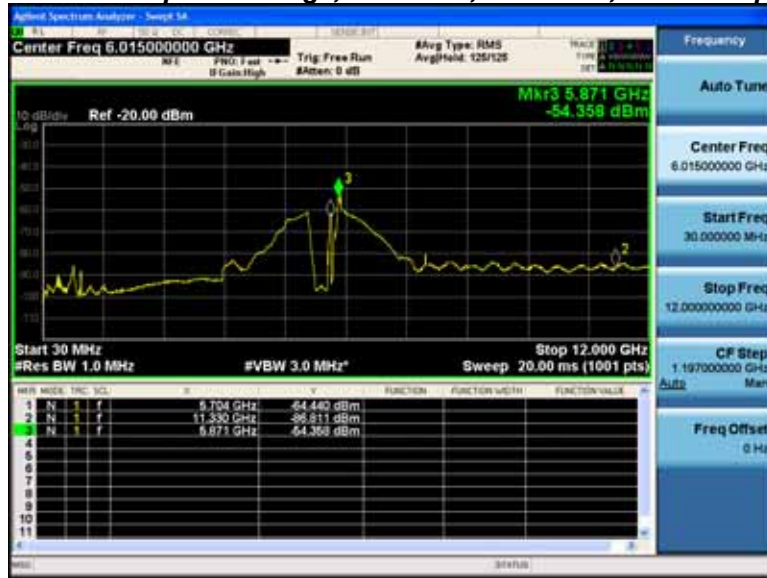 Agilent Spectrum Analyzer - Swept SA
Center Freq 6.015000000 GHz
NFE
PNO: Fast
IFGain:High
Trig: Free Run
#Atten: 0 dB
#Avg Type: RMS
Avg|Hold: 125/125
TRACE
TYPE
DET
Mkr3 5.871 GHz
-54.358 dBm
10 dB/div
Log
Ref -20.00 dBm
3
2
Start 30 MHz
#Res BW 1.0 MHz
#VBW 3.0 MHz*
Stop 12.000 GHz
Sweep 20.00 ms (1001 pts)
MKR MODE TRC SCL X Y FUNCTION FUNCTION WIDTH FUNCTION VALUE
1 N 1 f 5.704 GHz -64.440 dBm
2 N 1 f 11.330 GHz -86.811 dBm
3 N 1 f 5.871 GHz -54.358 dBm
4
5
6
7
8
9
10
11
MSG
STATUS
Frequency
Auto Tune
Center Freq
6.015000000 GHz
Start Freq
30.000000 MHz
Stop Freq
12.000000000 GHz
CF Step
1.197000000 GHz
Auto Man
Freq Offset
0 Hz